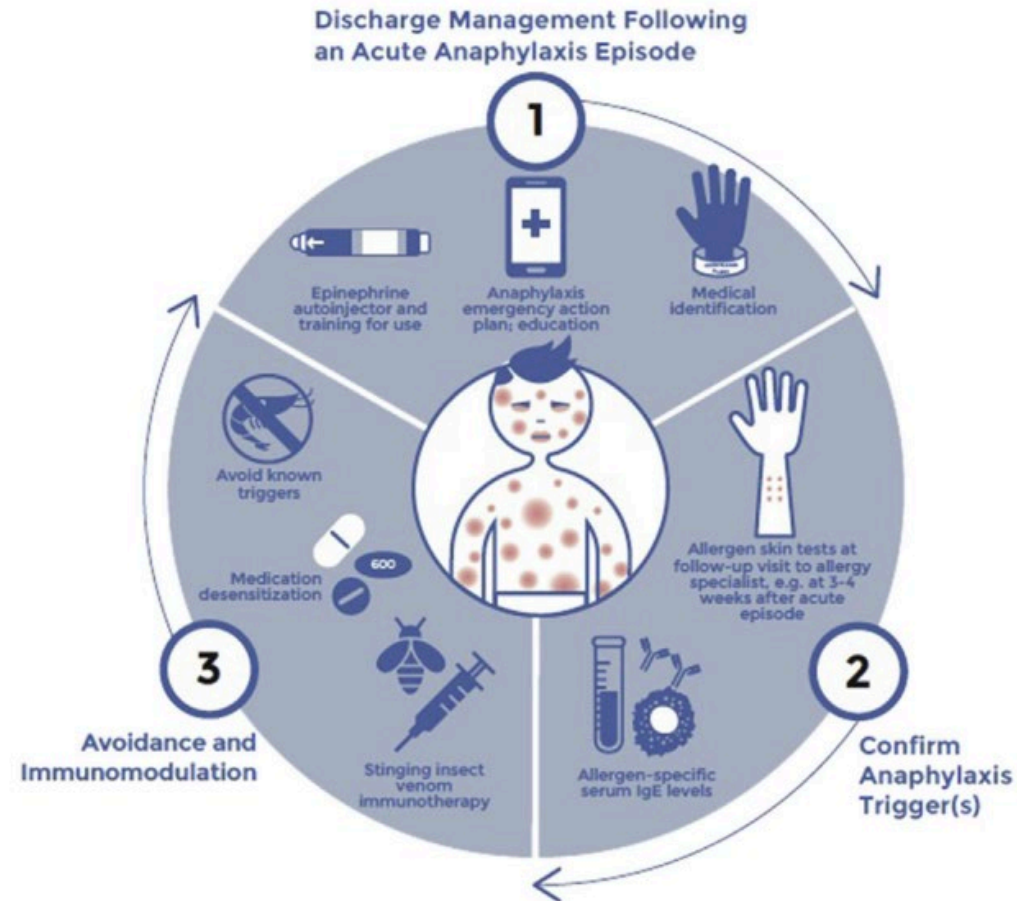 Discharge Management Following
an Acute Anaphylaxis Episode
1
Epinephrine
autoinjector and
training for use
Anaphylaxis
emergency action
plan; education
Medical
identification
Allergen skin tests at
follow-up visit to allergy
specialist, e.g. at 3-4
weeks after acute
episode
2
Confirm
Anaphylaxis
Trigger(s)
Allergen-specific
serum IgE levels
Stinging insect
venom
immunotherapy
3
Avoidance and
Immunomodulation
Medication
desensitization
600
Avoid known
triggers